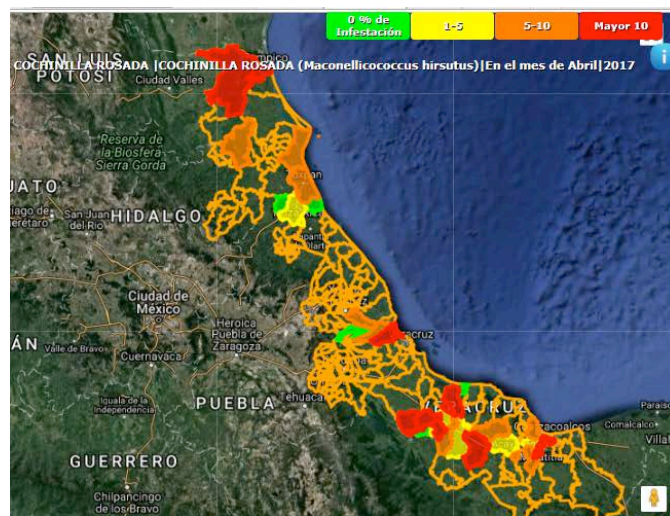 0 % de
Infestación
1-5
5-10
Mayor 10
COCHINILLA ROSADA |COCHINILLA ROSADA (Maconellicoccus hirsutus)|En el mes de Abril|2017
SAN LUIS
POTOSÍ
Ciudad Valles
Reserva de
la Biosfera
Sierra Gorda
HIDALGO
San Juan
del Río
Ciudad de
México
Heroica
Puebla de
Zaragoza
Valle de Bravo
Cuernavaca
Iguala de la
Independencia
PUEBLA
Tehuaca
VERACRUZ
Paraíso
Comalcalco
Villa
GUERRERO
Chilpancingo
de los Bravo